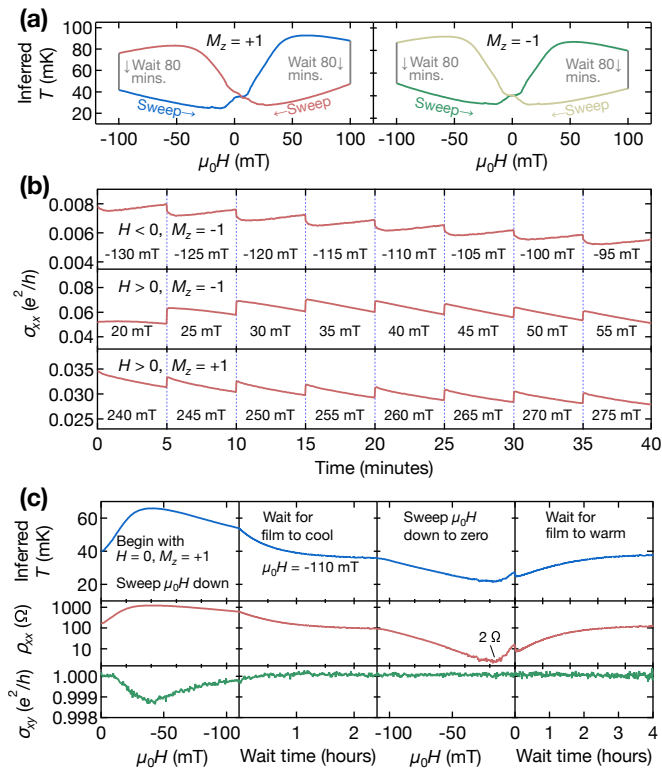 (a)
Inferred
T (mK)
100
80
60
40
20
M_z = +1
M_z = -1
↓Wait 80
mins.
Wait 80↓
mins.
↓Wait 80
mins.
Wait 80↓
mins.
Sweep→
←Sweep
Sweep→
←Sweep
-100 -50 0 50 100
-100 -50 0 50 100
μ0H (mT)
μ0H (mT)
(b)
σxx (e²/h)
0.008
0.006
0.004
H < 0, M_z = -1
-130 mT -125 mT -120 mT -115 mT -110 mT -105 mT -100 mT -95 mT
0.08
0.06
0.04
H > 0, M_z = -1
20 mT 25 mT 30 mT 35 mT 40 mT 45 mT 50 mT 55 mT
0.035
0.030
0.025
H > 0, M_z = +1
240 mT 245 mT 250 mT 255 mT 260 mT 265 mT 270 mT 275 mT
0 5 10 15 20 25 30 35 40
Time (minutes)
(c)
Inferred
T (mK)
60
40
20
Begin with
H = 0, M_z = +1
Sweep μ0H down
Wait for
film to cool
μ0H = -110 mT
Sweep μ0H
down to zero
Wait for
film to warm
ρxx (Ω)
1000
100
10
2 Ω
σxy (e²/h)
1.000
0.999
0.998
0 -50 -100
1 2
-100 -50
0 1 2 3 4
μ0H (mT)
Wait time (hours)
μ0H (mT)
Wait time (hours)